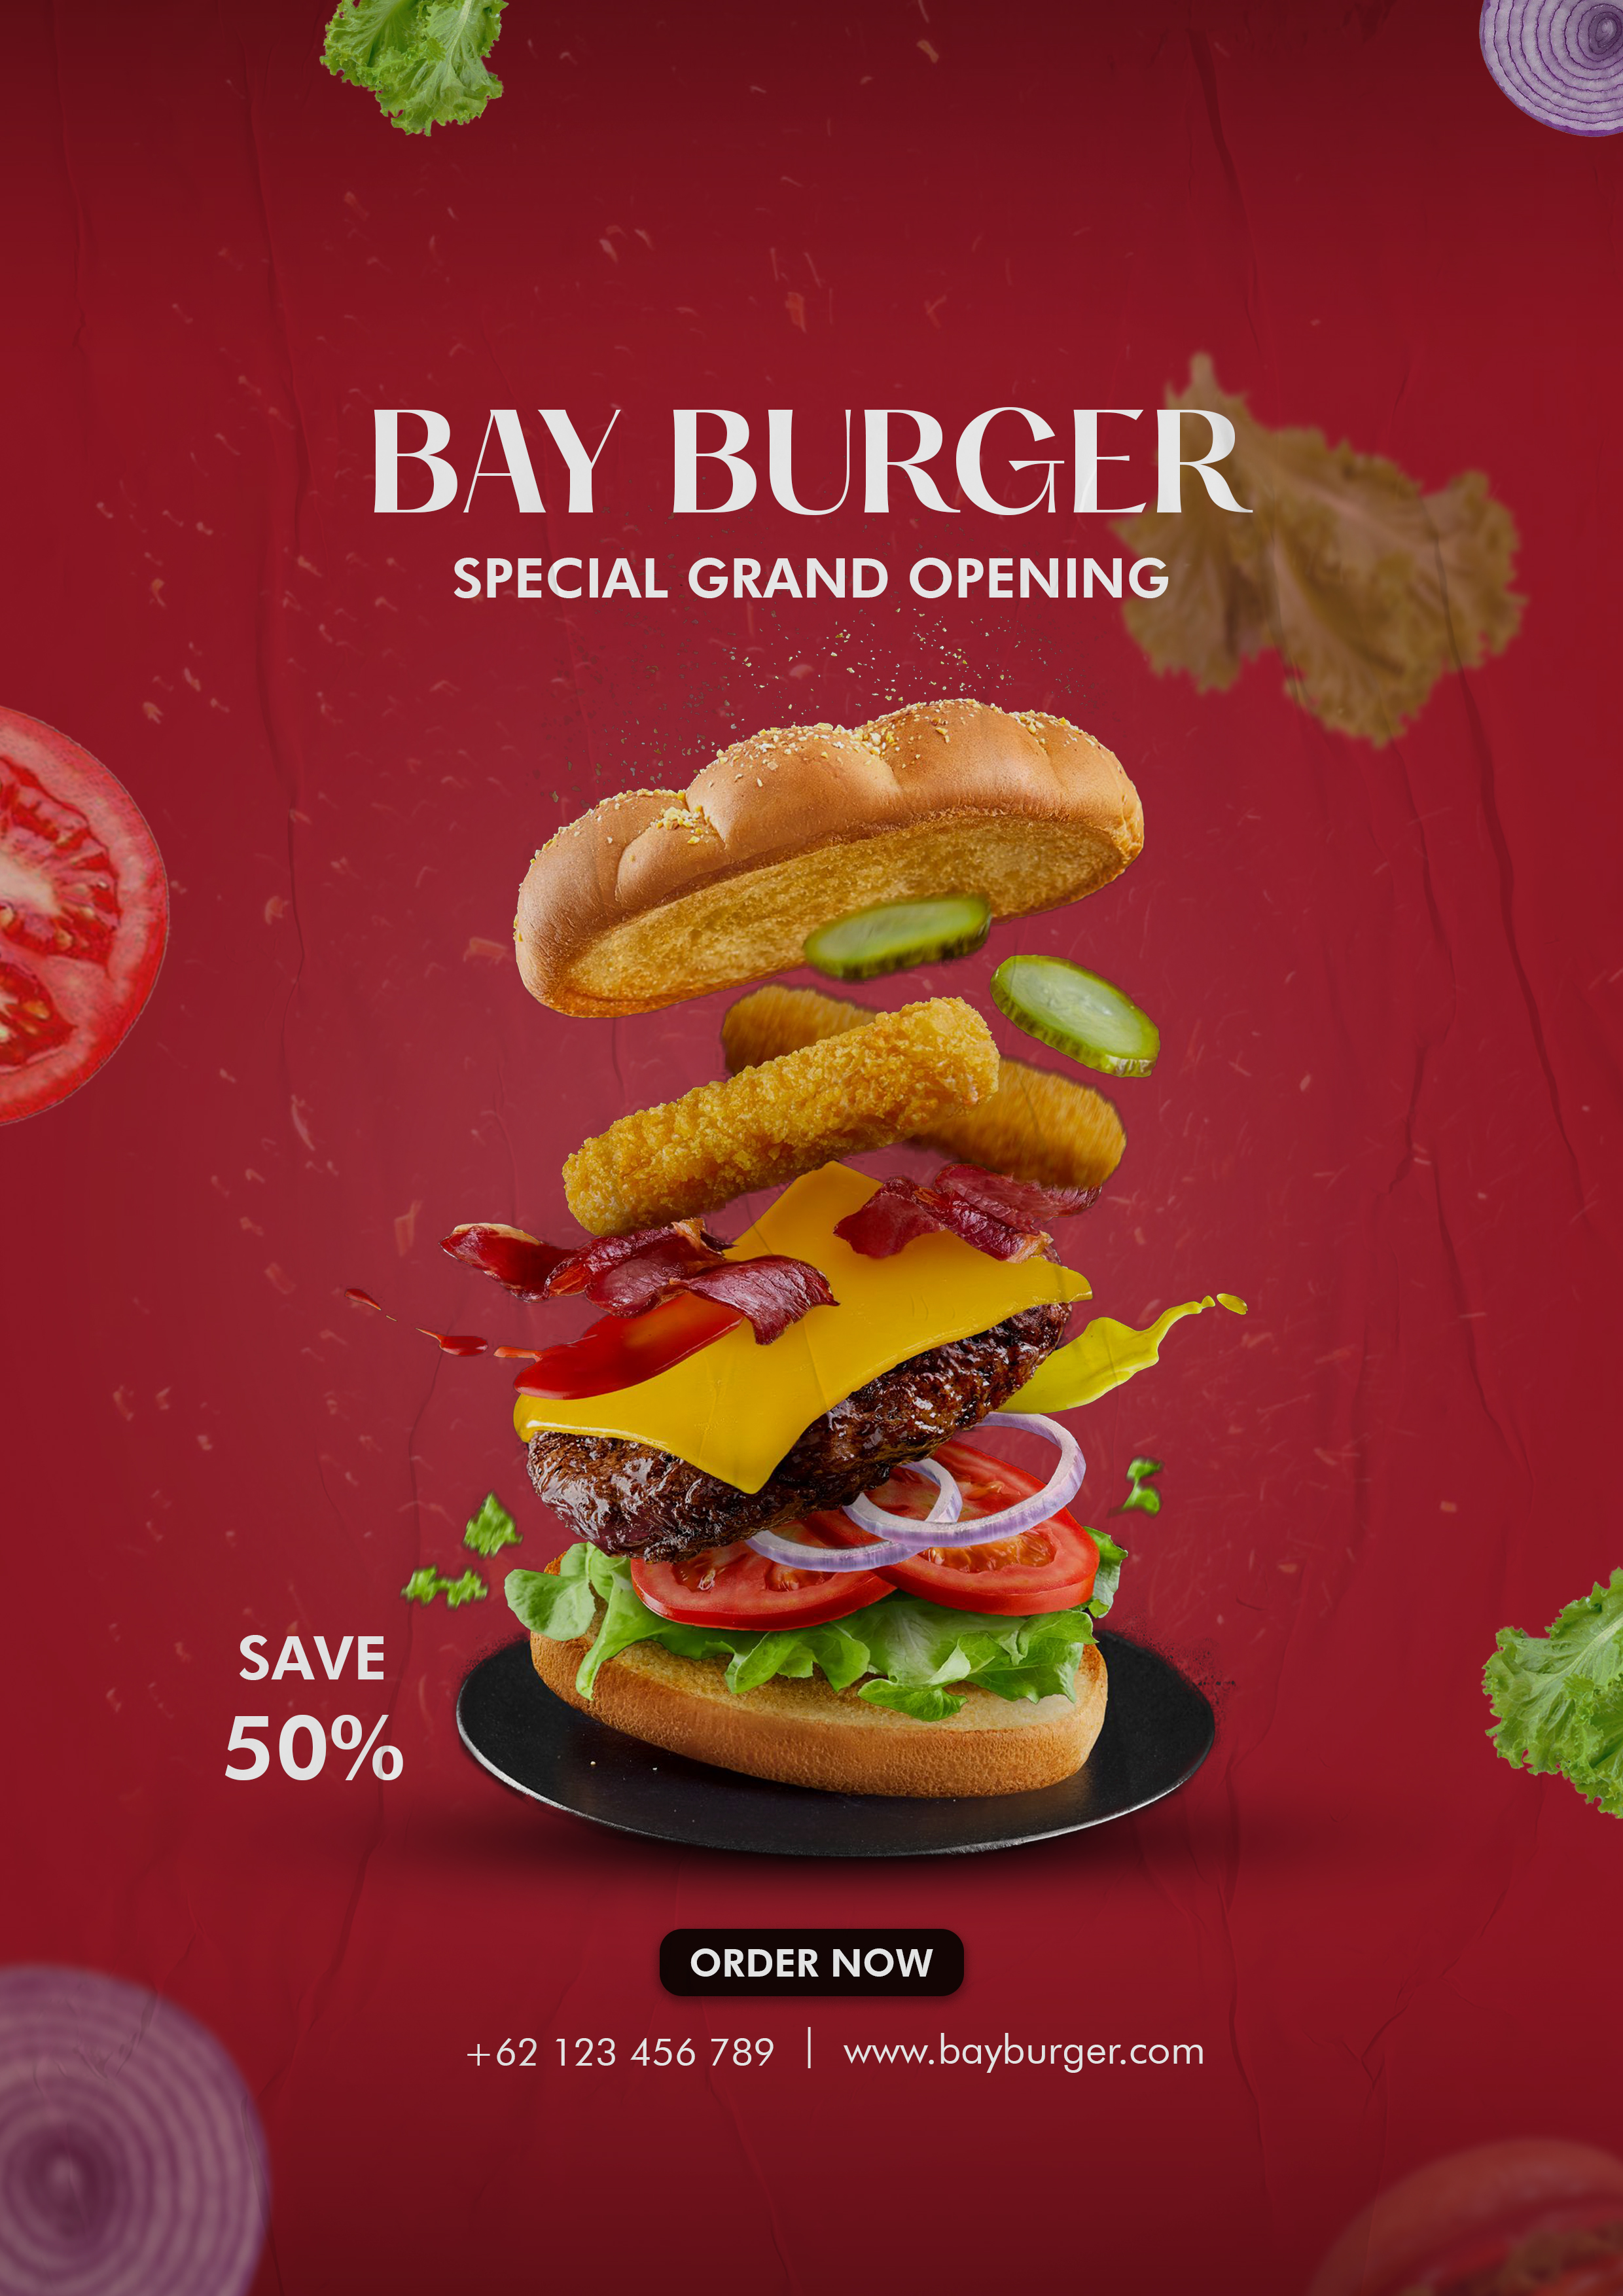 BAY BURGER
SPECIAL GRAND OPENING
SAVE
50%
ORDER NOW
+62 123 456 789 | www.bayburger.com